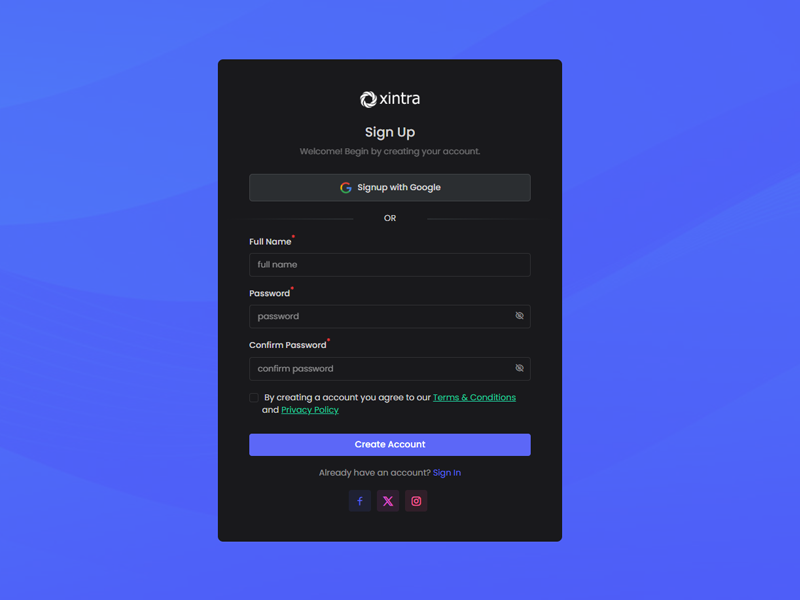 xintra
Sign Up
Welcome! Begin by creating your account.
Signup with Google
OR
Full Name*
full name
Password*
password
Confirm Password*
confirm password
By creating a account you agree to our Terms & Conditions
and Privacy Policy
Create Account
Already have an account? Sign In